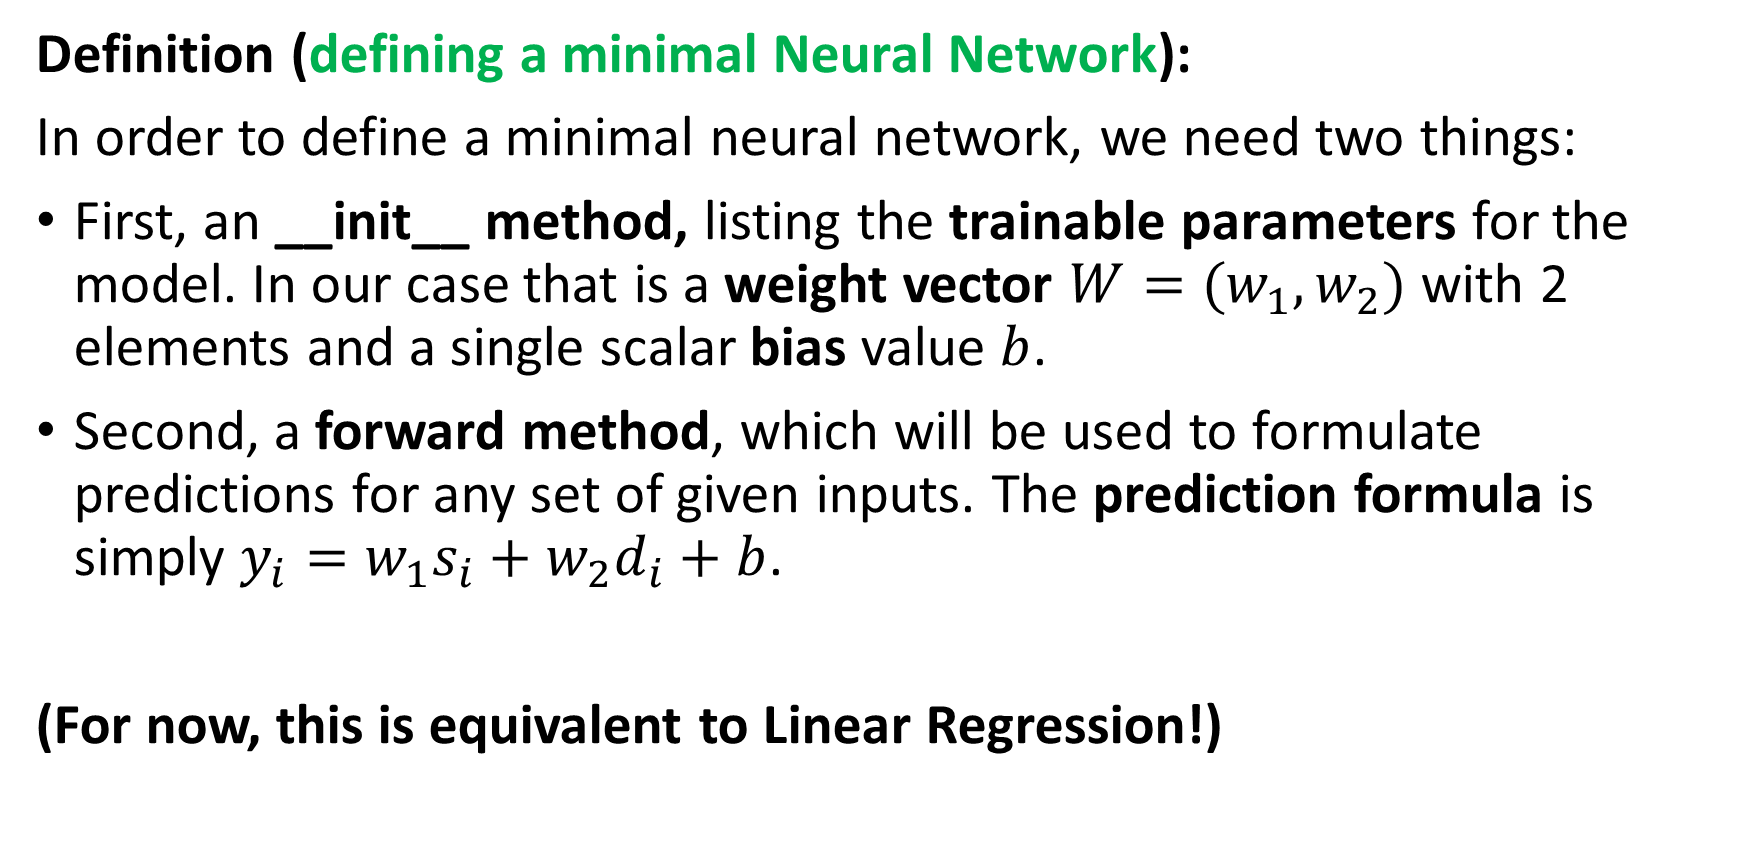 Definition (defining a minimal Neural Network):
In order to define a minimal neural network, we need two things:
• First, an __init__ method, listing the trainable parameters for the
model. In our case that is a weight vector W = (w₁, w₂) with 2
elements and a single scalar bias value b.
• Second, a forward method, which will be used to formulate
predictions for any set of given inputs. The prediction formula is
simply yᵢ = w₁sᵢ + w₂dᵢ + b.
(For now, this is equivalent to Linear Regression!)